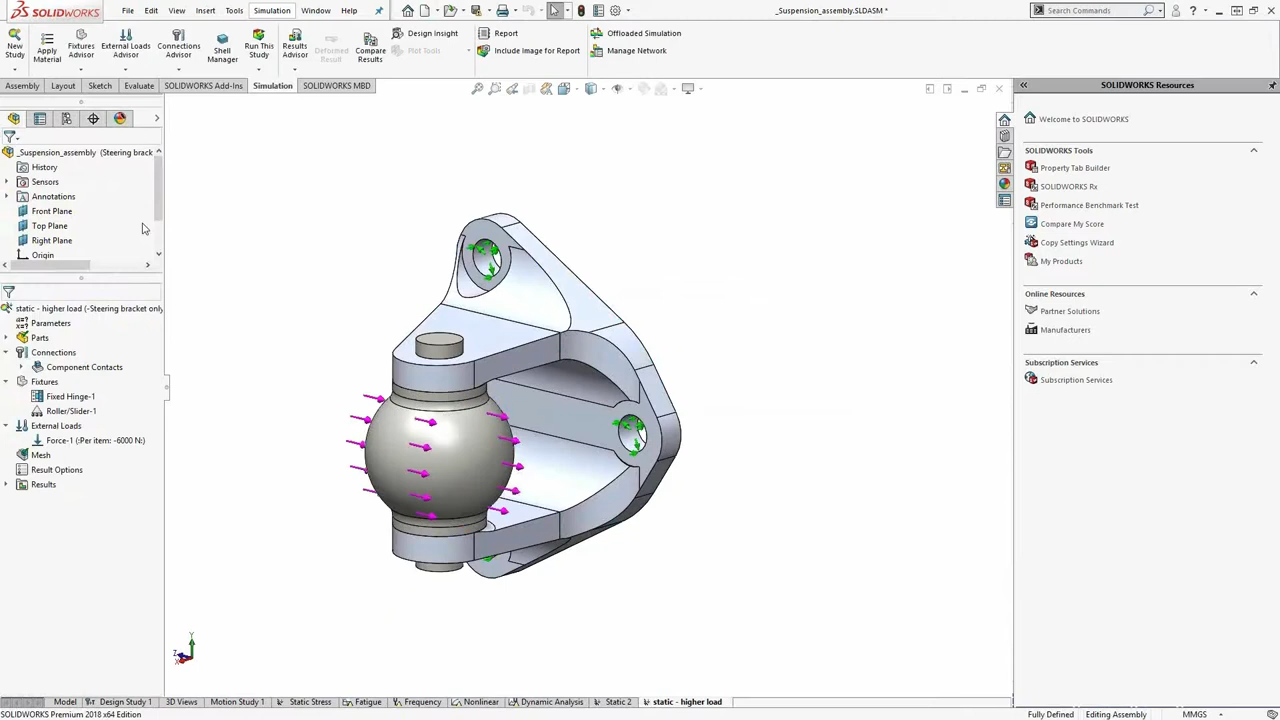 SOLIDWORKS File Edit View Insert Tools Simulation Window Help _Suspension_assembly.SLDASM * Search Commands
New Study
Apply Material
Fixtures Advisor
External Loads Advisor
Connections Advisor
Shell Manager
Run This Study
Results Advisor
Deformed Result
Compare Results
Design Insight
Plot Tools
Report
Include Image for Report
Offloaded Simulation
Manage Network
Assembly Layout Sketch Evaluate SOLIDWORKS Add-Ins Simulation SOLIDWORKS MBD
_Suspension_assembly (Steering brack
History
Sensors
Annotations
Front Plane
Top Plane
Right Plane
Origin
static - higher load (-Steering bracket only
Parameters
Parts
Connections
Component Contacts
Fixtures
Fixed Hinge-1
Roller/Slider-1
External Loads
Force-1 (:Per item: -6000 N:)
Mesh
Result Options
Results
Y
Z
X
SOLIDWORKS Resources
Welcome to SOLIDWORKS
SOLIDWORKS Tools
Property Tab Builder
SOLIDWORKS Rx
Performance Benchmark Test
Compare My Score
Copy Settings Wizard
My Products
Online Resources
Partner Solutions
Manufacturers
Subscription Services
Subscription Services
Model Design Study 1 3D Views Motion Study 1 Static Stress Fatigue Frequency Nonlinear Dynamic Analysis Static 2 static - higher load
SOLIDWORKS Premium 2018 x64 Edition Fully Defined Editing Assembly MMGS